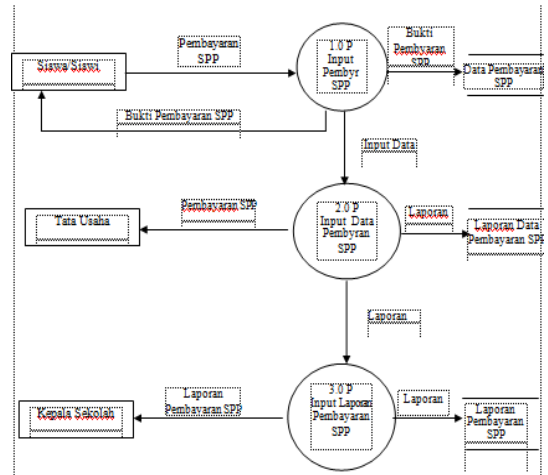 Pembayaran
SPP
Siswa/Siswi
1.0 P
Input
Pembyr
SPP
Bukti
Pembyaran
SPP
Data Pembayaran
SPP
Bukti Pembayaran SPP
Input Data
Pembayaran SPP
Tata Usaha
2.0 P
Input Data
Pembyran
SPP
Laporan
Laporan Data
Pembayaran SPP
Laporan
Laporan
Pembayaran SPP
Kepala Sekolah
3.0 P
Input Laporan
Pembayaran
SPP
Laporan
Laporan
Pembayaran
SPP